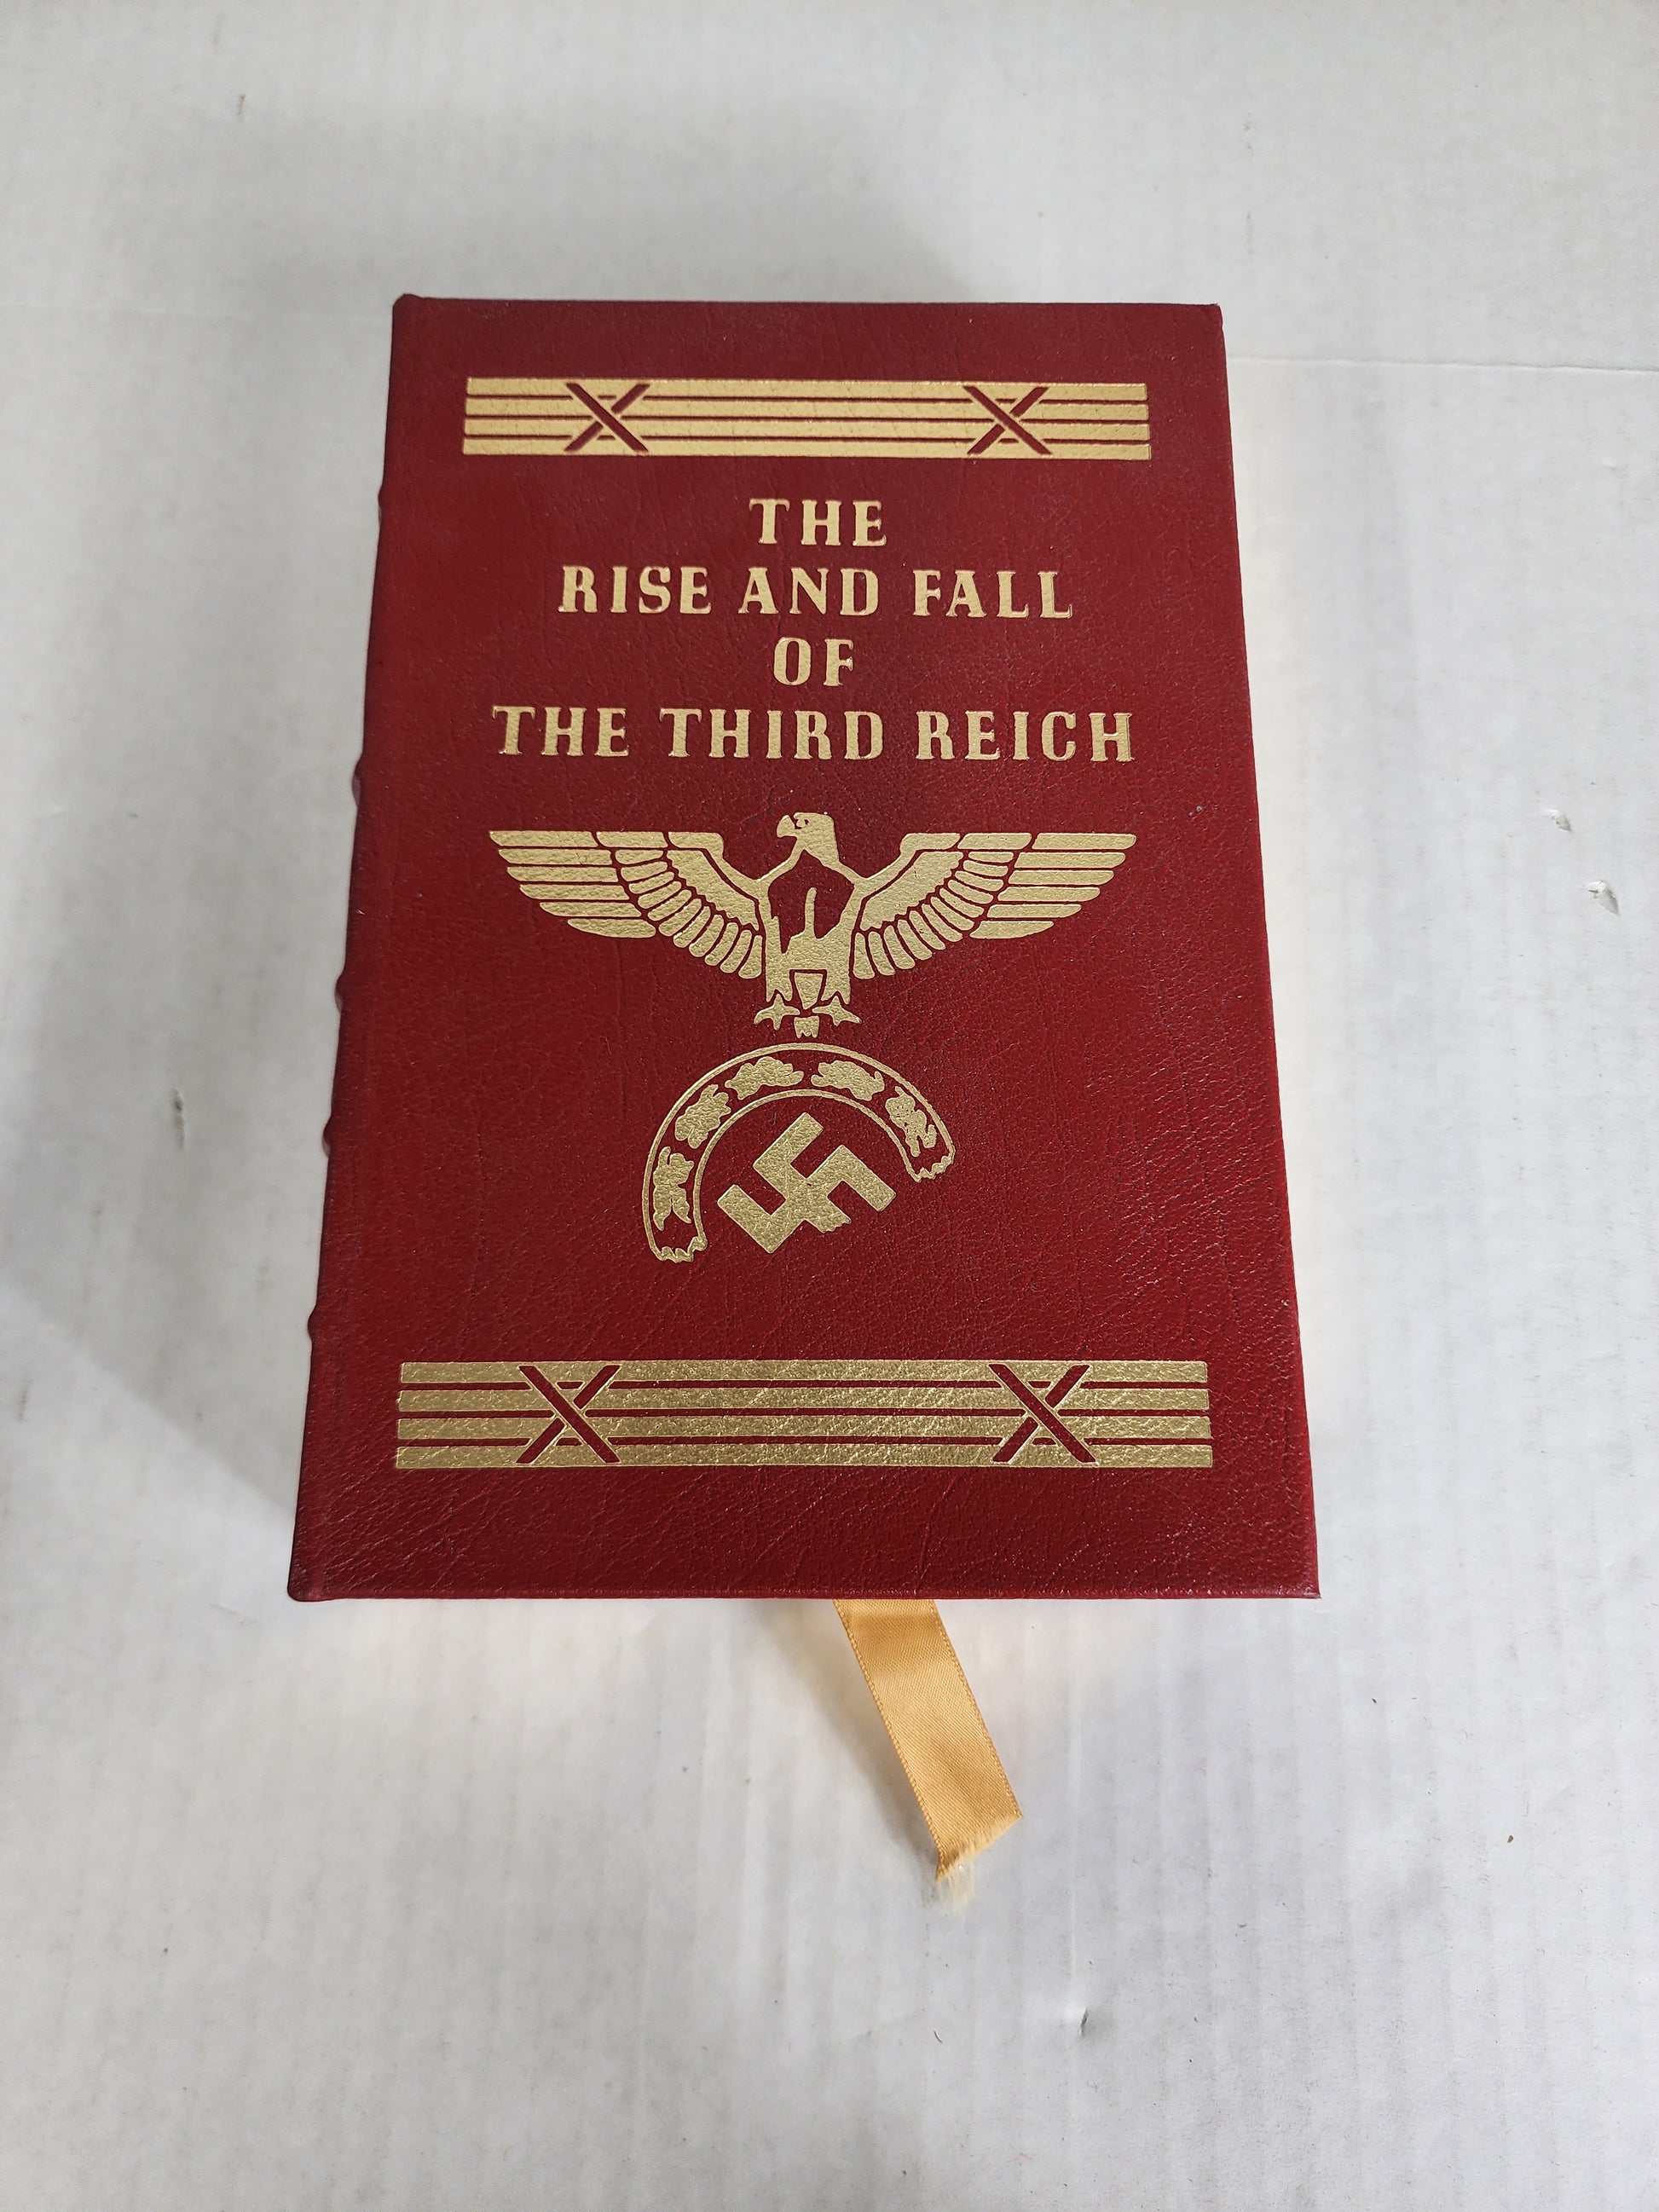 THE
RISE AND FALL
OF
THE THIRD REICH